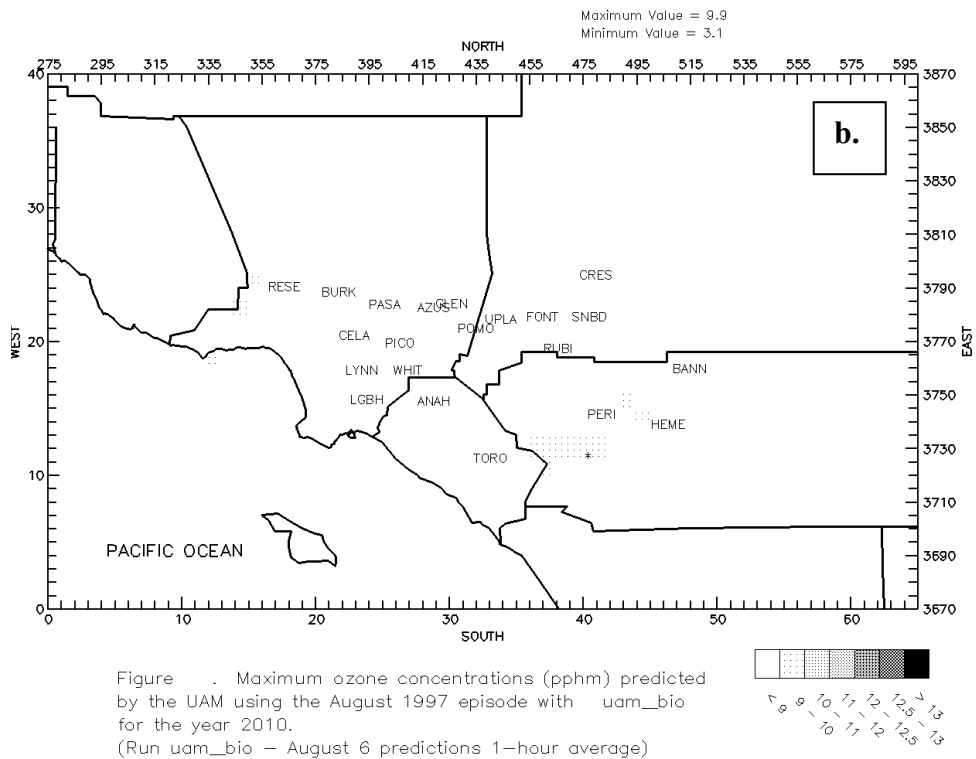 Maximum Value = 9.9
Minimum Value = 3.1
NORTH
275 295 315 335 355 375 395 415 435 455 475 495 515 535 555 575 595
40 3870
b.
3850
3830
30 3810
CRES
RESE BURK 3790
PASA AZUS GLEN
UPLA FONT SNBD
POMO
CELA PICO RUBI
WEST 20 3770 EAST
LYNN WHIT BANN
3750
LGBH ANAH
PERI HEME
3730
TORO *
10
3710
PACIFIC OCEAN 3690
0 3670
0 10 20 30 40 50 60
SOUTH
Figure . Maximum ozone concentrations (pphm) predicted
by the UAM using the August 1997 episode with uam_bio
for the year 2010.
(Run uam_bio – August 6 predictions 1-hour average)
< 9
9 – 10
10 – 11
11 – 12
12 – 12.5
12.5 – 13
> 13